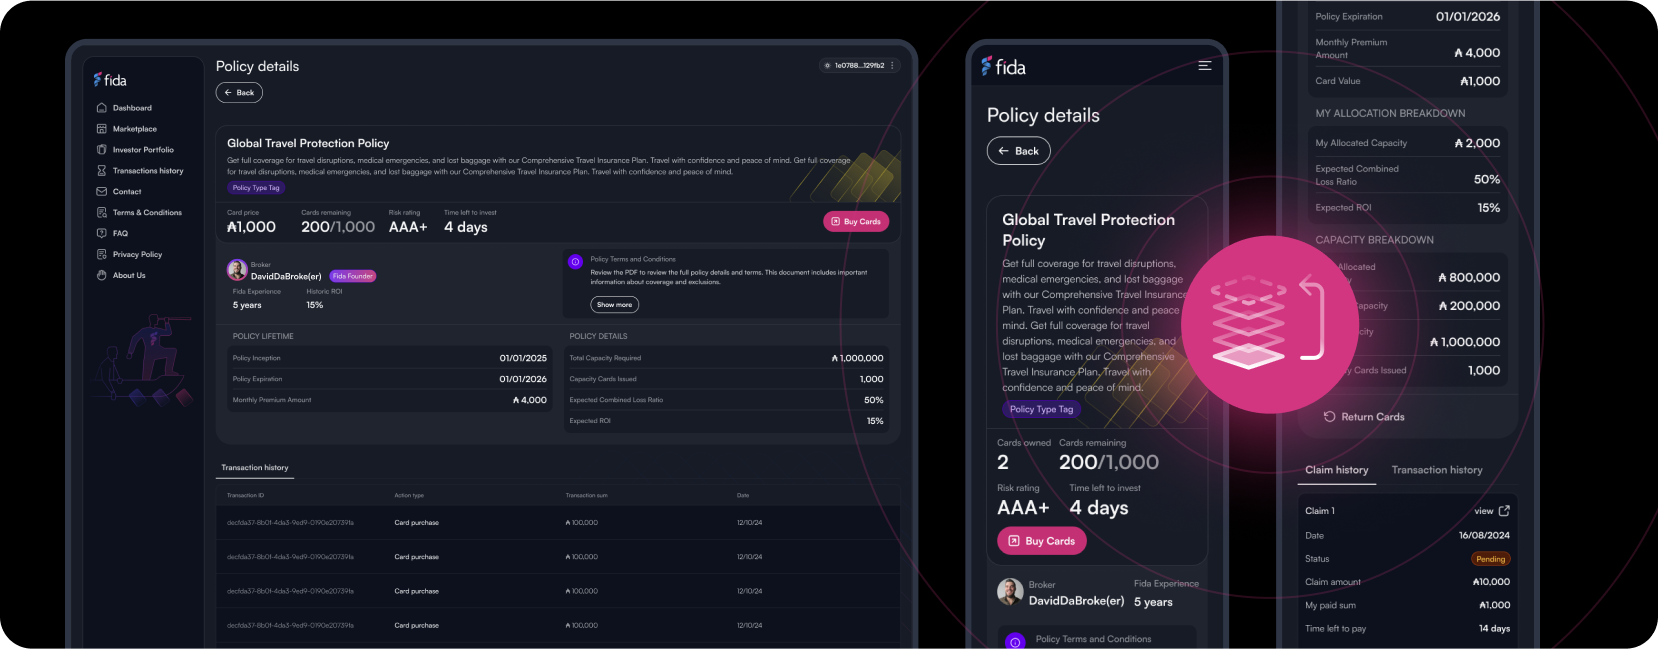 fida
Dashboard
Marketplace
Investor Portfolio
Transactions history
Contact
Terms & Conditions
FAQ
Privacy Policy
About Us
Policy details
1e0788...129fb2
← Back
Global Travel Protection Policy
Get full coverage for travel disruptions, medical emergencies, and lost baggage with our Comprehensive Travel Insurance Plan. Travel with confidence and peace of mind. Get full coverage
for travel disruptions, medical emergencies, and lost baggage with our Comprehensive Travel Insurance Plan. Travel with confidence and peace of mind.
Policy Type Tag
Card price Cards remaining Risk rating Time left to invest
₳1,000 200/1,000 AAA+ 4 days
Buy Cards
Broker
DavidDaBroke(er) Fida Founder
Fida Experience Historic ROI
5 years 15%
Policy Terms and Conditions
Review the PDF to review the full policy details and terms. This document includes important
information about coverage and exclusions.
Show more
POLICY LIFETIME
Policy Inception 01/01/2025
Policy Expiration 01/01/2026
Monthly Premium Amount ₳ 4,000
POLICY DETAILS
Total Capacity Required ₳ 1,000,000
Capacity Cards Issued 1,000
Expected Combined Loss Ratio 50%
Expected ROI 15%
Transaction history
Transaction ID Action type Transaction sum Date
decfda37-8b0f-4da3-9ed9-0190e20739fa Card purchase ₳ 100,000 12/10/24
decfda37-8b0f-4da3-9ed9-0190e20739fa Card purchase ₳ 100,000 12/10/24
decfda37-8b0f-4da3-9ed9-0190e20739fa Card purchase ₳ 100,000 12/10/24
decfda37-8b0f-4da3-9ed9-0190e20739fa Card purchase ₳ 100,000 12/10/24
fida
Policy details
← Back
Global Travel Protection
Policy
Get full coverage for travel disruptions,
medical emergencies, and lost baggage
with our Comprehensive Travel Insurance
Plan. Travel with confidence and peace
mind. Get full coverage for travel
disruptions, medical emergencies, and
lost baggage with our Comprehensive
Travel Insurance Plan. Travel with
confidence and peace of mind.
Policy Type Tag
Cards owned Cards remaining
2 200/1,000
Risk rating Time left to invest
AAA+ 4 days
Buy Cards
Broker Fida Experience
DavidDaBroke(er) 5 years
Policy Terms and Conditions
Policy Expiration 01/01/2026
Monthly Premium
Amount ₳ 4,000
Card Value ₳1,000
MY ALLOCATION BREAKDOWN
My Allocated Capacity ₳ 2,000
Expected Combined
Loss Ratio 50%
Expected ROI 15%
CAPACITY BREAKDOWN
Allocated
₳ 800,000
apacity ₳ 200,000
city
₳ 1,000,000
Cards Issued 1,000
Return Cards
Claim history Transaction history
Claim 1 view
Date 16/08/2024
Status Pending
Claim amount ₳10,000
My paid sum ₳1,000
Time left to pay 14 days